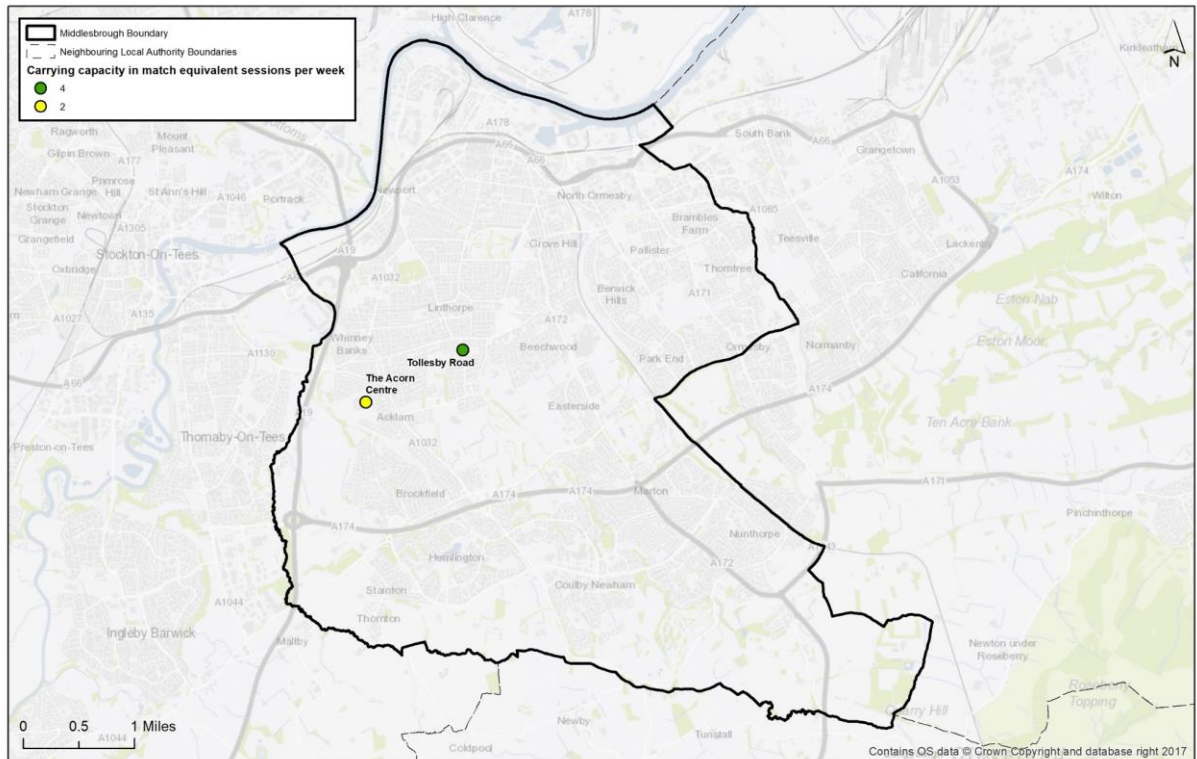 Middlesbrough Boundary
Neighbouring Local Authority Boundaries
Carrying capacity in match equivalent sessions per week
4
2
High Clarence
A178
Kirkleatham
N
Ragworth
Mount
Pleasant
Gilpin Brown
A177
A178
A66
A66
South Bank
A66
Grangetown
Newham Grange
Primrose
Hill
St Ann's Hill
A1046
Portrack
Newport
North Ormesby
A1053
A174
Wilton
Stockton
Grange
Newtown
A1305
Grangefield
Stockton-On-Tees
Oxbridge
A19
Grove Hill
Brambles
Farm
A1085
Pallister
Teesville
Lackenby
A1032
Berwick
Hills
Thorntree
A171
California
Eston Nab
A1027
A135
Linthorpe
A172
Whinney
Banks
A1130
Beechwood
Park End
Ormesby
Normanby
Eston Moor
Tollesby Road
The Acorn
Centre
A66
A174
Acklam
Easterside
Ten Acre Bank
A19
Preston-on-Tees
Thornaby-On-Tees
A1032
Brookfield
A174
A174
Marton
A171
A174
Pinchinthorpe
Nunthorpe
A1043
Hemlington
A172
Stainton
Coulby Newham
A1044
Thornton
Ingleby Barwick
Maltby
Newton under
Roseberry
Roseberry
Topping
Cherry Hill
Newby
Tunstall
0 0.5 1 Miles
A1044
Coldpool
Contains OS data © Crown Copyright and database right 2017